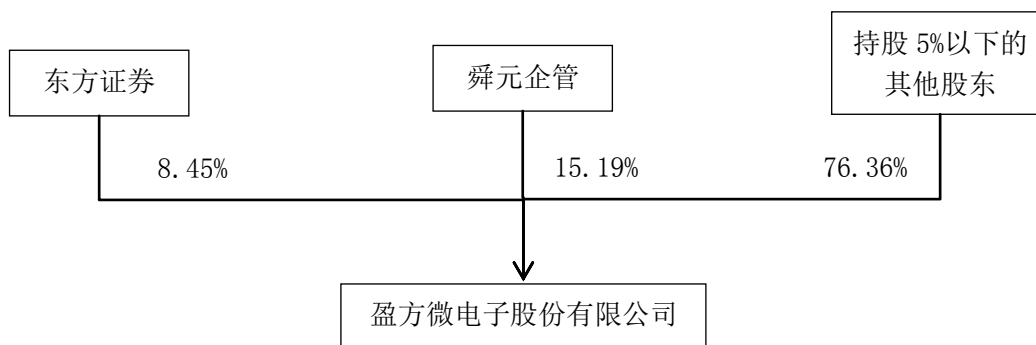 东方证券
舜元企管
持股 5%以下的
其他股东
8.45%
15.19%
76.36%
盈方微电子股份有限公司